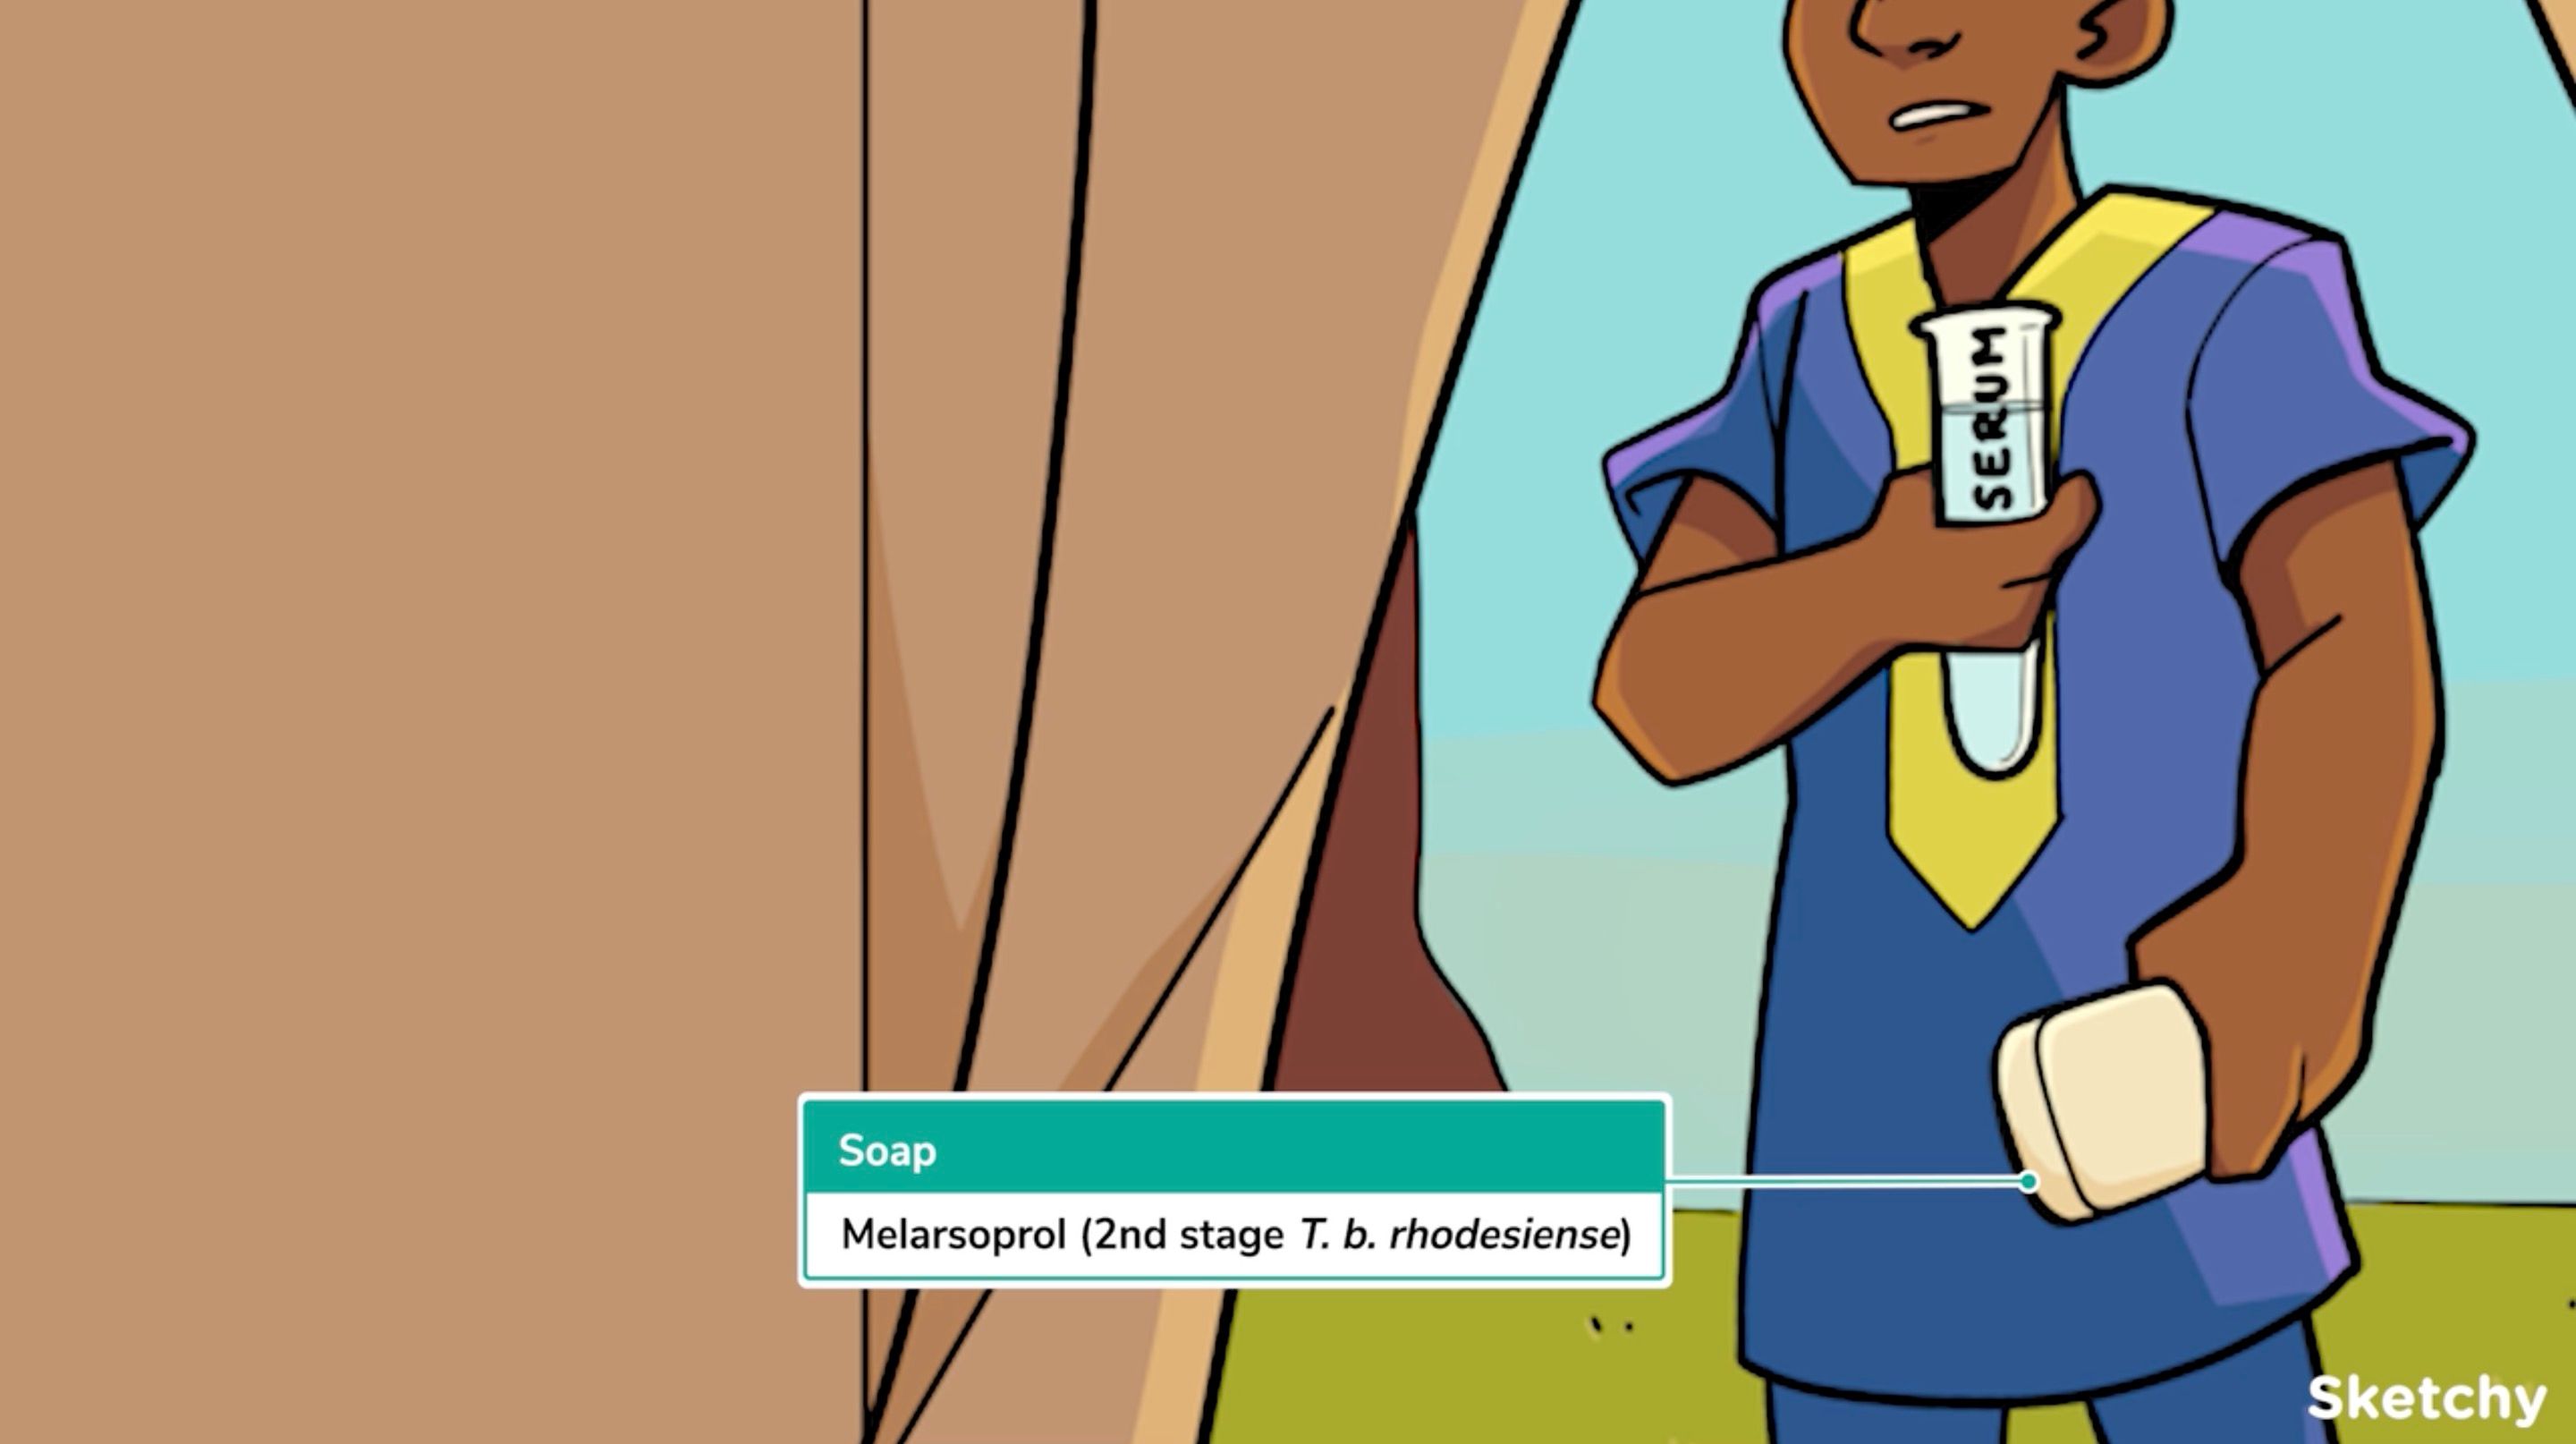 SERUM
Soap
Melarsoprol (2nd stage T. b. rhodesiense)
Sketchy